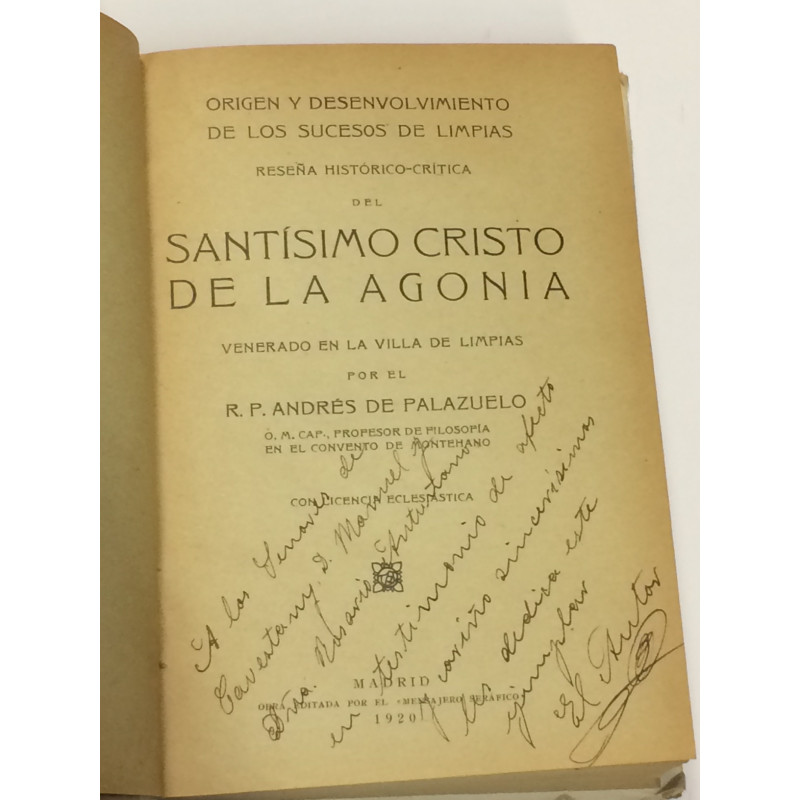 ORIGEN Y DESENVOLVIMIENTO
DE LOS SUCESOS DE LIMPIAS
RESEÑA HISTÓRICO-CRÍTICA
DEL
SANTÍSIMO CRISTO
DE LA AGONIA
VENERADO EN LA VILLA DE LIMPIAS
POR EL
R. P. ANDRÉS DE PALAZUELO
O. M. CAP., PROFESOR DE FILOSOFÍA
EN EL CONVENTO DE MONTEHANO
CON LICENCIA ECLESIÁSTICA
A los Señores de
Cavestany, D. Manuel y
Dña. Rosario
en testimonio de afecto
y cariño sincerísimos
les dedica este
ejemplar
El Autor
MADRID
OBRA EDITADA POR EL «MENSAJERO SERÁFICO»
1920